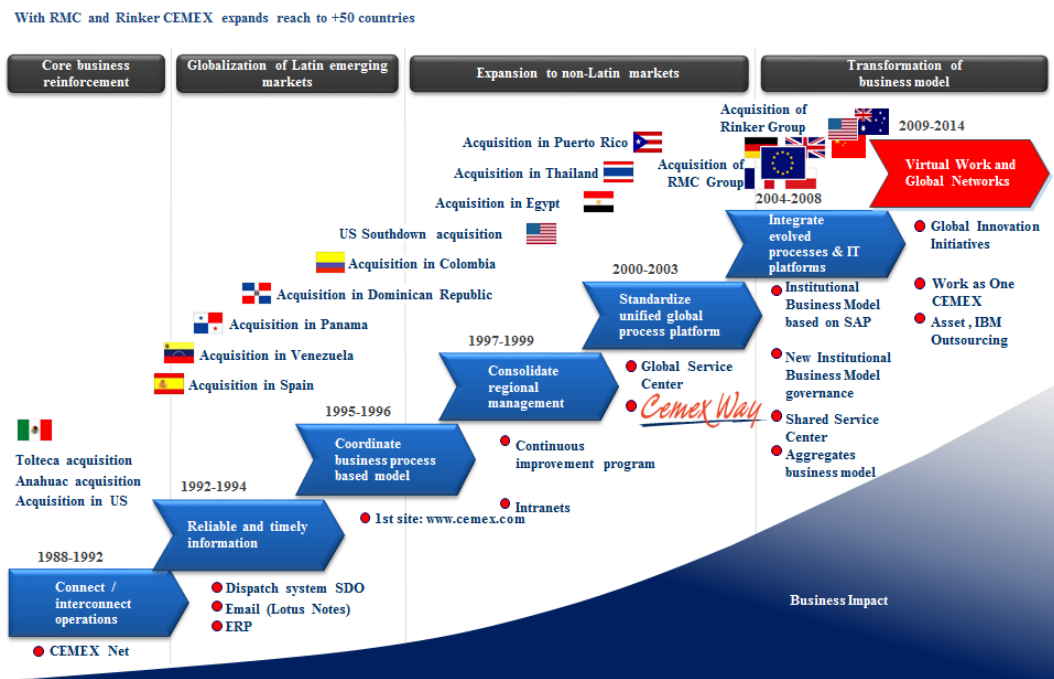 With RMC and Rinker CEMEX expands reach to +50 countries
Core business
reinforcement
Globalization of Latin emerging
markets
Expansion to non-Latin markets
Transformation of
business model
Acquisition of
Rinker Group
2009-2014
Acquisition in Puerto Rico
Acquisition in Thailand
Acquisition of
RMC Group
Virtual Work and
Global Networks
Acquisition in Egypt
2004-2008
US Southdown acquisition
Integrate
evolved
processes & IT
platforms
Global Innovation
Initiatives
Work as One
CEMEX
Asset , IBM
Outsourcing
Acquisition in Colombia
Acquisition in Dominican Republic
Acquisition in Panama
Acquisition in Venezuela
Acquisition in Spain
2000-2003
Standardize
unified global
process platform
Institutional
Business Model
based on SAP
New Institutional
Business Model
governance
Shared Service
Center
Aggregates
business model
1997-1999
Consolidate
regional
management
Global Service
Center
Cemex Way
1995-1996
Coordinate
business process
based model
Continuous
improvement program
Intranets
Tolteca acquisition
Anahuac acquisition
Acquisition in US
1992-1994
Reliable and timely
information
1st site: www.cemex.com
1988-1992
Connect /
interconnect
operations
Dispatch system SDO
Email (Lotus Notes)
ERP
CEMEX Net
Business Impact